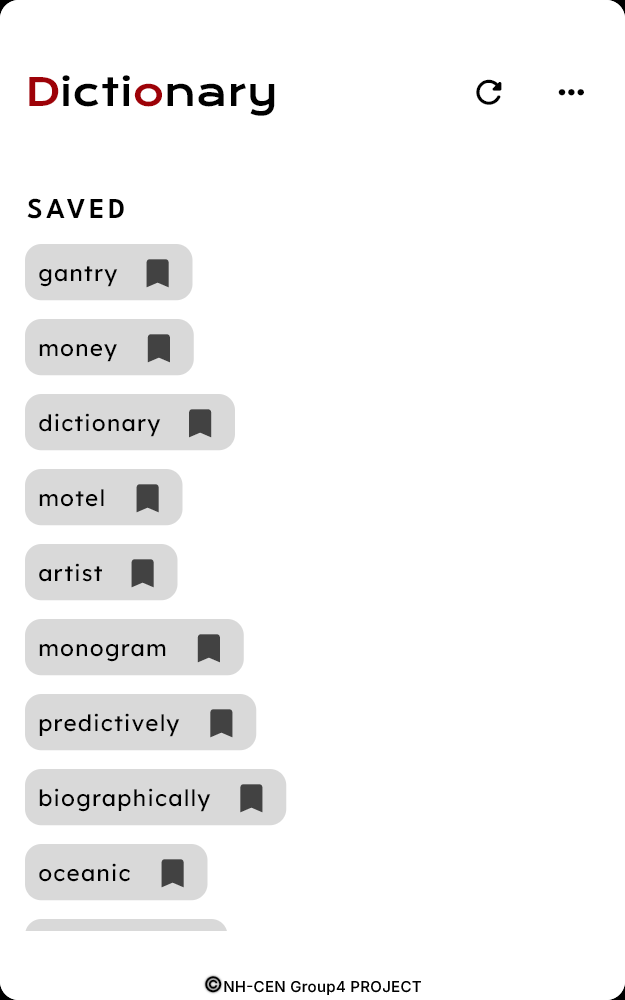 Dictionary
SAVED
gantry
money
dictionary
motel
artist
monogram
predictively
biographically
oceanic
©NH-CEN Group4 PROJECT